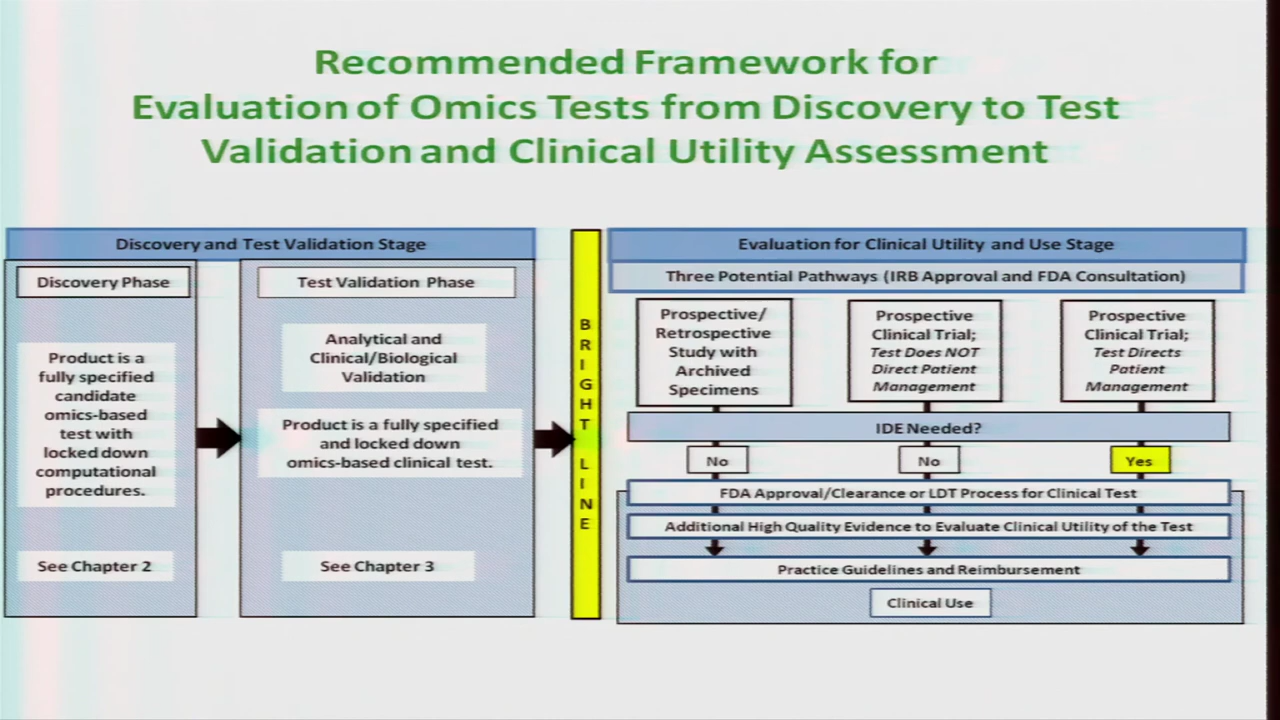 Recommended Framework for
Evaluation of Omics Tests from Discovery to Test
Validation and Clinical Utility Assessment
Discovery and Test Validation Stage
Discovery Phase
Product is a
fully specified
candidate
omics-based
test with
locked down
computational
procedures.
See Chapter 2
Test Validation Phase
Analytical and
Clinical/Biological
Validation
Product is a fully specified
and locked down
omics-based clinical test.
See Chapter 3
BRIGHT LINE
Evaluation for Clinical Utility and Use Stage
Three Potential Pathways (IRB Approval and FDA Consultation)
Prospective/
Retrospective
Study with
Archived
Specimens
Prospective
Clinical Trial;
Test Does NOT
Direct Patient
Management
Prospective
Clinical Trial;
Test Directs
Patient
Management
IDE Needed?
No
No
Yes
FDA Approval/Clearance or LDT Process for Clinical Test
Additional High Quality Evidence to Evaluate Clinical Utility of the Test
Practice Guidelines and Reimbursement
Clinical Use